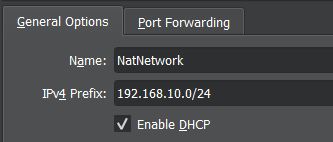 General Options Port Forwarding
Name: NatNetwork
IPv4 Prefix: 192.168.10.0/24
Enable DHCP